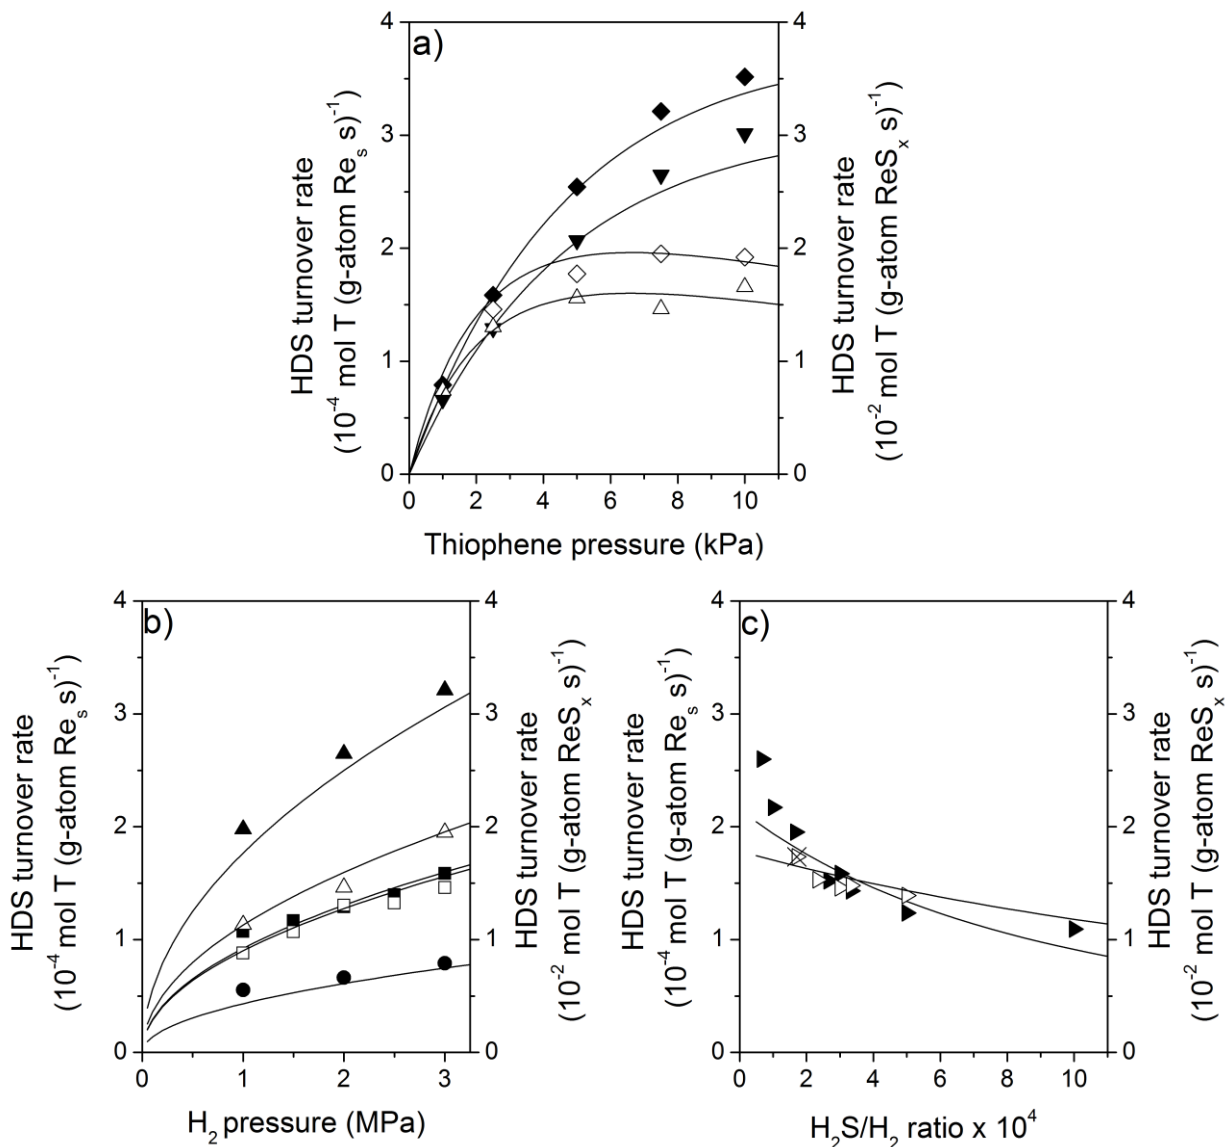 a)
4
3
2
1
0
HDS turnover rate
(10⁻⁴ mol T (g-atom Reₛ s)⁻¹
4
3
2
1
0
HDS turnover rate
(10⁻² mol T (g-atom ReSₓ s)⁻¹
0 2 4 6 8 10
Thiophene pressure (kPa)
b)
4
3
2
1
0
HDS turnover rate
(10⁻⁴ mol T (g-atom Reₛ s)⁻¹
4
3
2
1
0
HDS turnover rate
(10⁻² mol T (g-atom ReSₓ s)⁻¹
0 1 2 3
H₂ pressure (MPa)
c)
4
3
2
1
0
HDS turnover rate
(10⁻⁴ mol T (g-atom Reₛ s)⁻¹
4
3
2
1
0
HDS turnover rate
(10⁻² mol T (g-atom ReSₓ s)⁻¹
0 2 4 6 8 10
H₂S/H₂ ratio x 10⁴